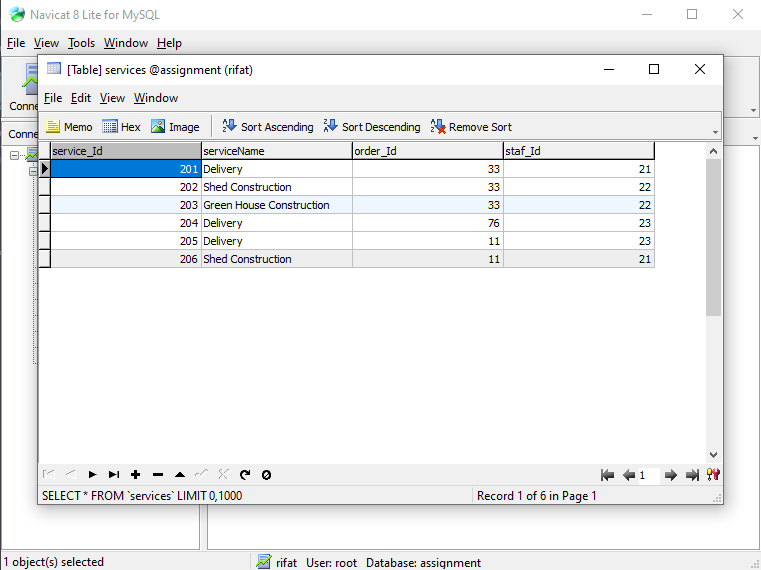 Navicat 8 Lite for MySQL
File View Tools Window Help
Conne
Conne
[Table] services @assignment (rifat)
File Edit View Window
Memo Hex Image Sort Ascending Sort Descending Remove Sort
service_Id serviceName order_Id staf_Id
201 Delivery 33 21
202 Shed Construction 33 22
203 Green House Construction 33 22
204 Delivery 76 23
205 Delivery 11 23
206 Shed Construction 11 21
1
SELECT * FROM `services` LIMIT 0,1000 Record 1 of 6 in Page 1
1 object(s) selected rifat User: root Database: assignment